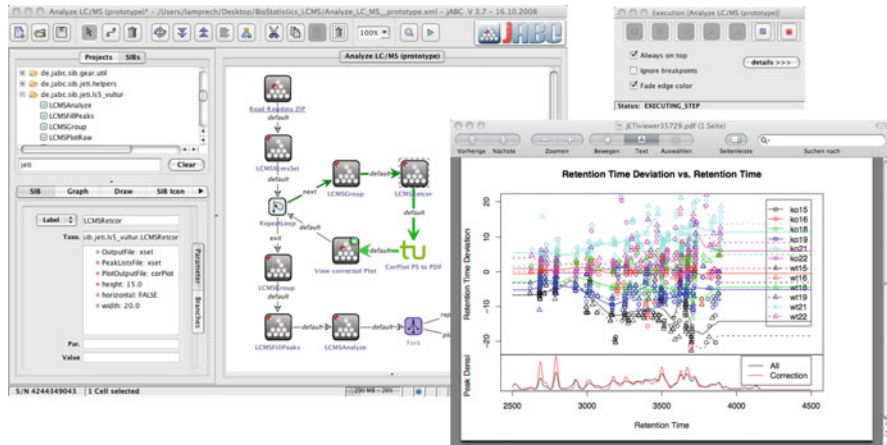 Analyze LC/MS (prototype)* - /Users/lamprech/Desktop/BioStatistics_LCMS/Analyze_LC_MS__prototype.xml - jABC V 3.7 - 16.10.2008
100%
jABC
Projects
SIBs
de.jabc.sib.gear.util
de.jabc.sib.jeti.helpers
de.jabc.sib.jeti.ls5_vultur
LCMSAnalyze
LCMSFillPeaks
LCMSGroup
LCMSPlotRaw
jeti
Clear
SIB
Graph
Draw
SIB Icon
Label
LCMSRetcor
Taxo.
sib.jeti.ls5_vultur.LCMSRetcor
OutputFile: xset
PeakListsFile: xset
PlotOutputFile: corPlot
height: 15.0
horizontal: FALSE
width: 20.0
Parameter
Branches
Par.
Value
S/N 4244349043
1 Cell selected
Analyze LC/MS (prototype)
Read Rawdata ZIP
default
LCMSXcmsSet
default
RepeatLoop
next
LCMSGroup
default
LCMSRetcor
default
CorPlot PS to PDF
default
View corrected Plot
default
exit
LCMSGroup
default
LCMSFillPeaks
default
LCMSAnalyze
default
Fork
Execution [Analyze LC/MS (prototype)]
Always on top
Ignore breakpoints
Fade edge color
details >>>
Status: EXECUTING_STEP
JETIviewer35729.pdf (1 Seite)
Vorherige
Nächste
Zoomen
Bewegen
Text
Auswählen
Seitenleiste
Suchen nach
Retention Time Deviation vs. Retention Time
Retention Time Deviation
20
10
0
-10
-20
ko15
ko16
ko18
ko19
ko21
ko22
wt15
wt16
wt18
wt19
wt21
wt22
Peak Densi
All
Correction
2500
3000
3500
4000
4500
Retention Time